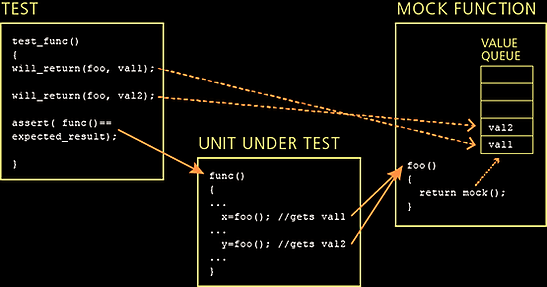 TEST
test_func()
{
will_return(foo, val1);
will_return(foo, val2);
assert( func()==
expected_result);
}
UNIT UNDER TEST
func()
{
...
x=foo(); //gets val1
...
y=foo(); //gets val2
...
}
MOCK FUNCTION
VALUE
QUEUE
val2
val1
foo()
{
return mock();
}